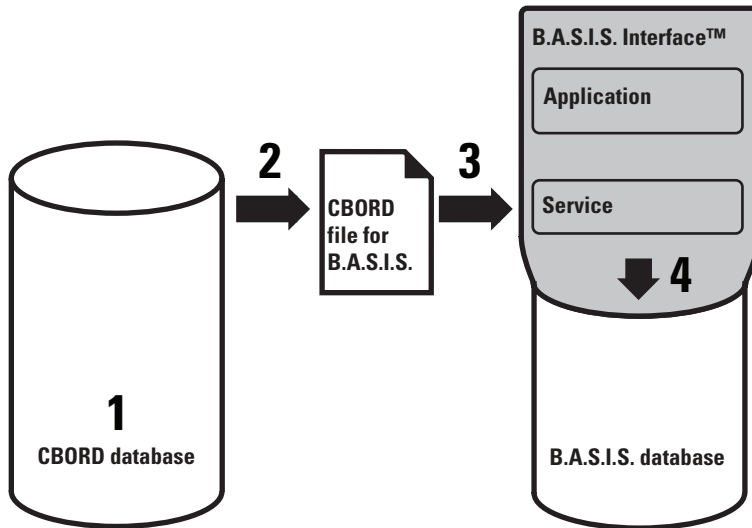 B.A.S.I.S. Interface™
Application
2
3
CBORD
file for
B.A.S.I.S.
Service
4
1
CBORD database
B.A.S.I.S. database